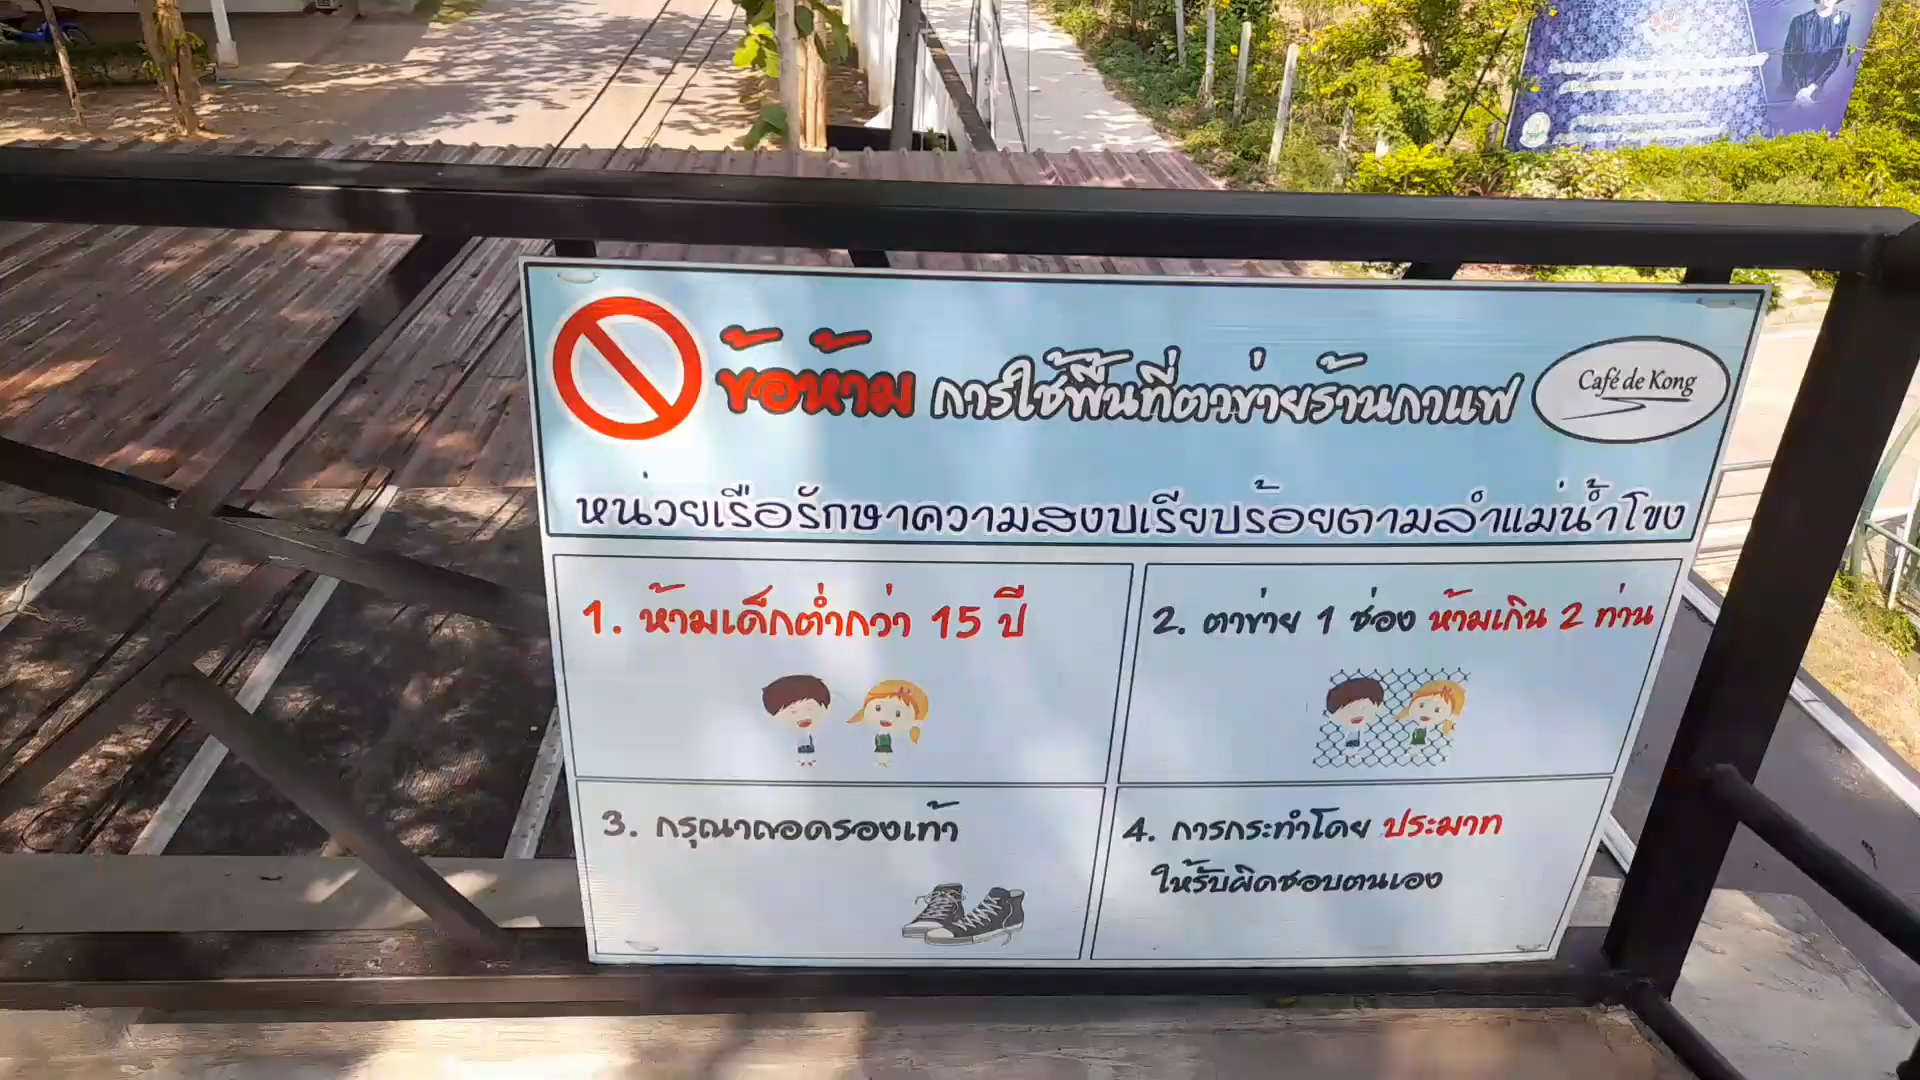 ข้อห้าม การใช้พื้นที่ตาข่ายร้านกาแฟ
Café de Kong
หน่วยเรือรักษาความสงบเรียบร้อยตามลำแม่น้ำโขง
1. ห้ามเด็กต่ำกว่า 15 ปี
2. ตาข่าย 1 ช่อง ห้ามเกิน 2 ท่าน
3. กรุณาถอดรองเท้า
4. การกระทำโดย ประมาท
ให้รับผิดชอบตนเอง